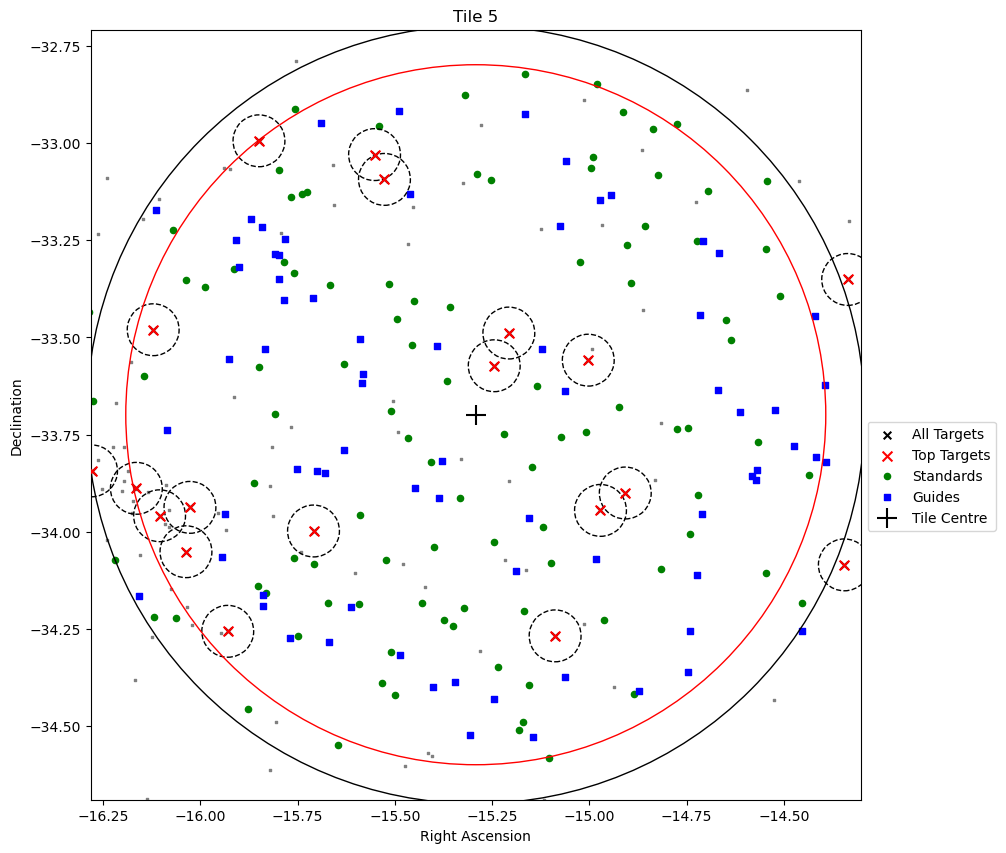 Tile 5
−32.75
−33.00
−33.25
−33.50
−33.75
−34.00
−34.25
−34.50
Declination
−16.25 −16.00 −15.75 −15.50 −15.25 −15.00 −14.75 −14.50
Right Ascension
All Targets
Top Targets
Standards
Guides
Tile Centre